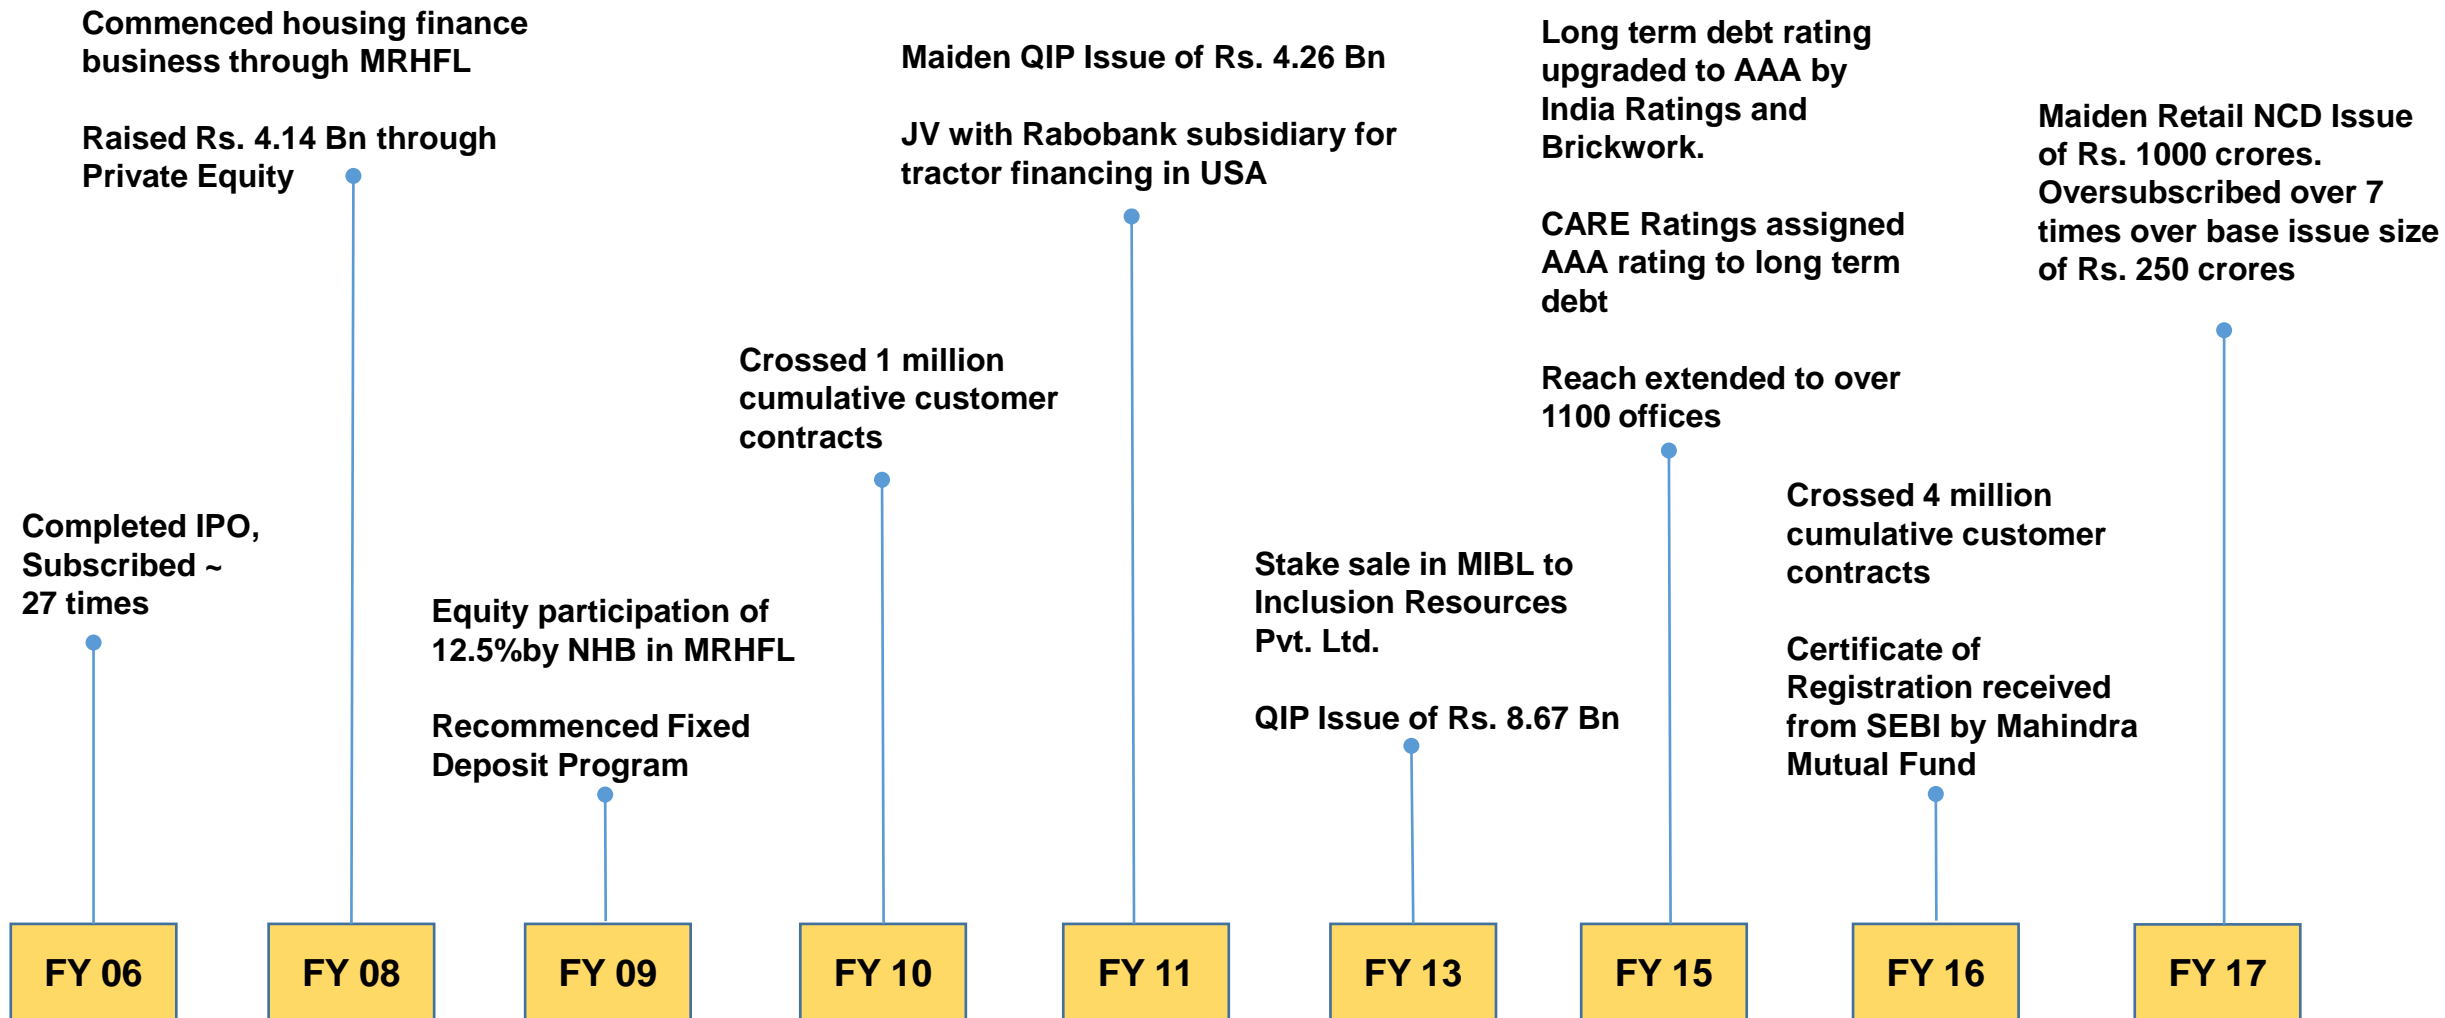 Commenced housing finance
business through MRHFL
Raised Rs. 4.14 Bn through
Private Equity
Maiden QIP Issue of Rs. 4.26 Bn
JV with Rabobank subsidiary for
tractor financing in USA
Long term debt rating
upgraded to AAA by
India Ratings and
Brickwork.
CARE Ratings assigned
AAA rating to long term
debt
Reach extended to over
1100 offices
Maiden Retail NCD Issue
of Rs. 1000 crores.
Oversubscribed over 7
times over base issue size
of Rs. 250 crores
Crossed 1 million
cumulative customer
contracts
Completed IPO,
Subscribed ~
27 times
Equity participation of
12.5%by NHB in MRHFL
Recommenced Fixed
Deposit Program
Stake sale in MIBL to
Inclusion Resources
Pvt. Ltd.
QIP Issue of Rs. 8.67 Bn
Crossed 4 million
cumulative customer
contracts
Certificate of
Registration received
from SEBI by Mahindra
Mutual Fund
FY 06
FY 08
FY 09
FY 10
FY 11
FY 13
FY 15
FY 16
FY 17